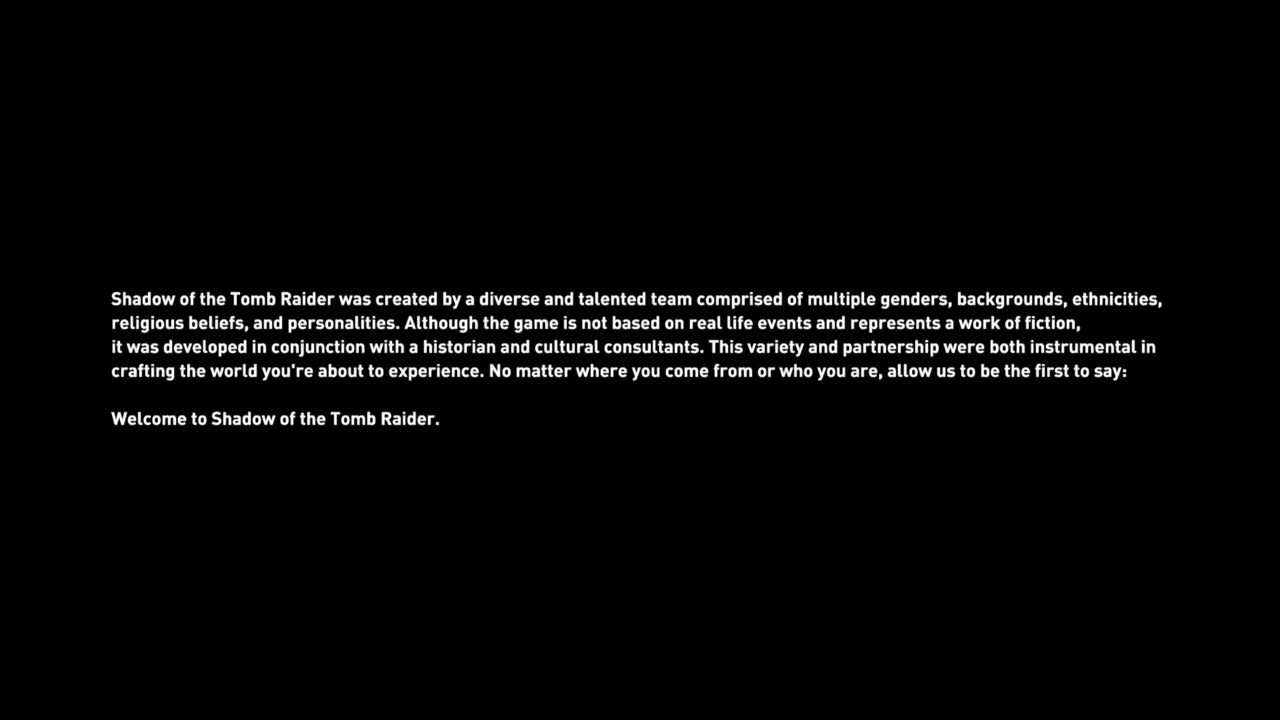 Shadow of the Tomb Raider was created by a diverse and talented team comprised of multiple genders, backgrounds, ethnicities,
religious beliefs, and personalities. Although the game is not based on real life events and represents a work of fiction,
it was developed in conjunction with a historian and cultural consultants. This variety and partnership were both instrumental in
crafting the world you're about to experience. No matter where you come from or who you are, allow us to be the first to say:
Welcome to Shadow of the Tomb Raider.